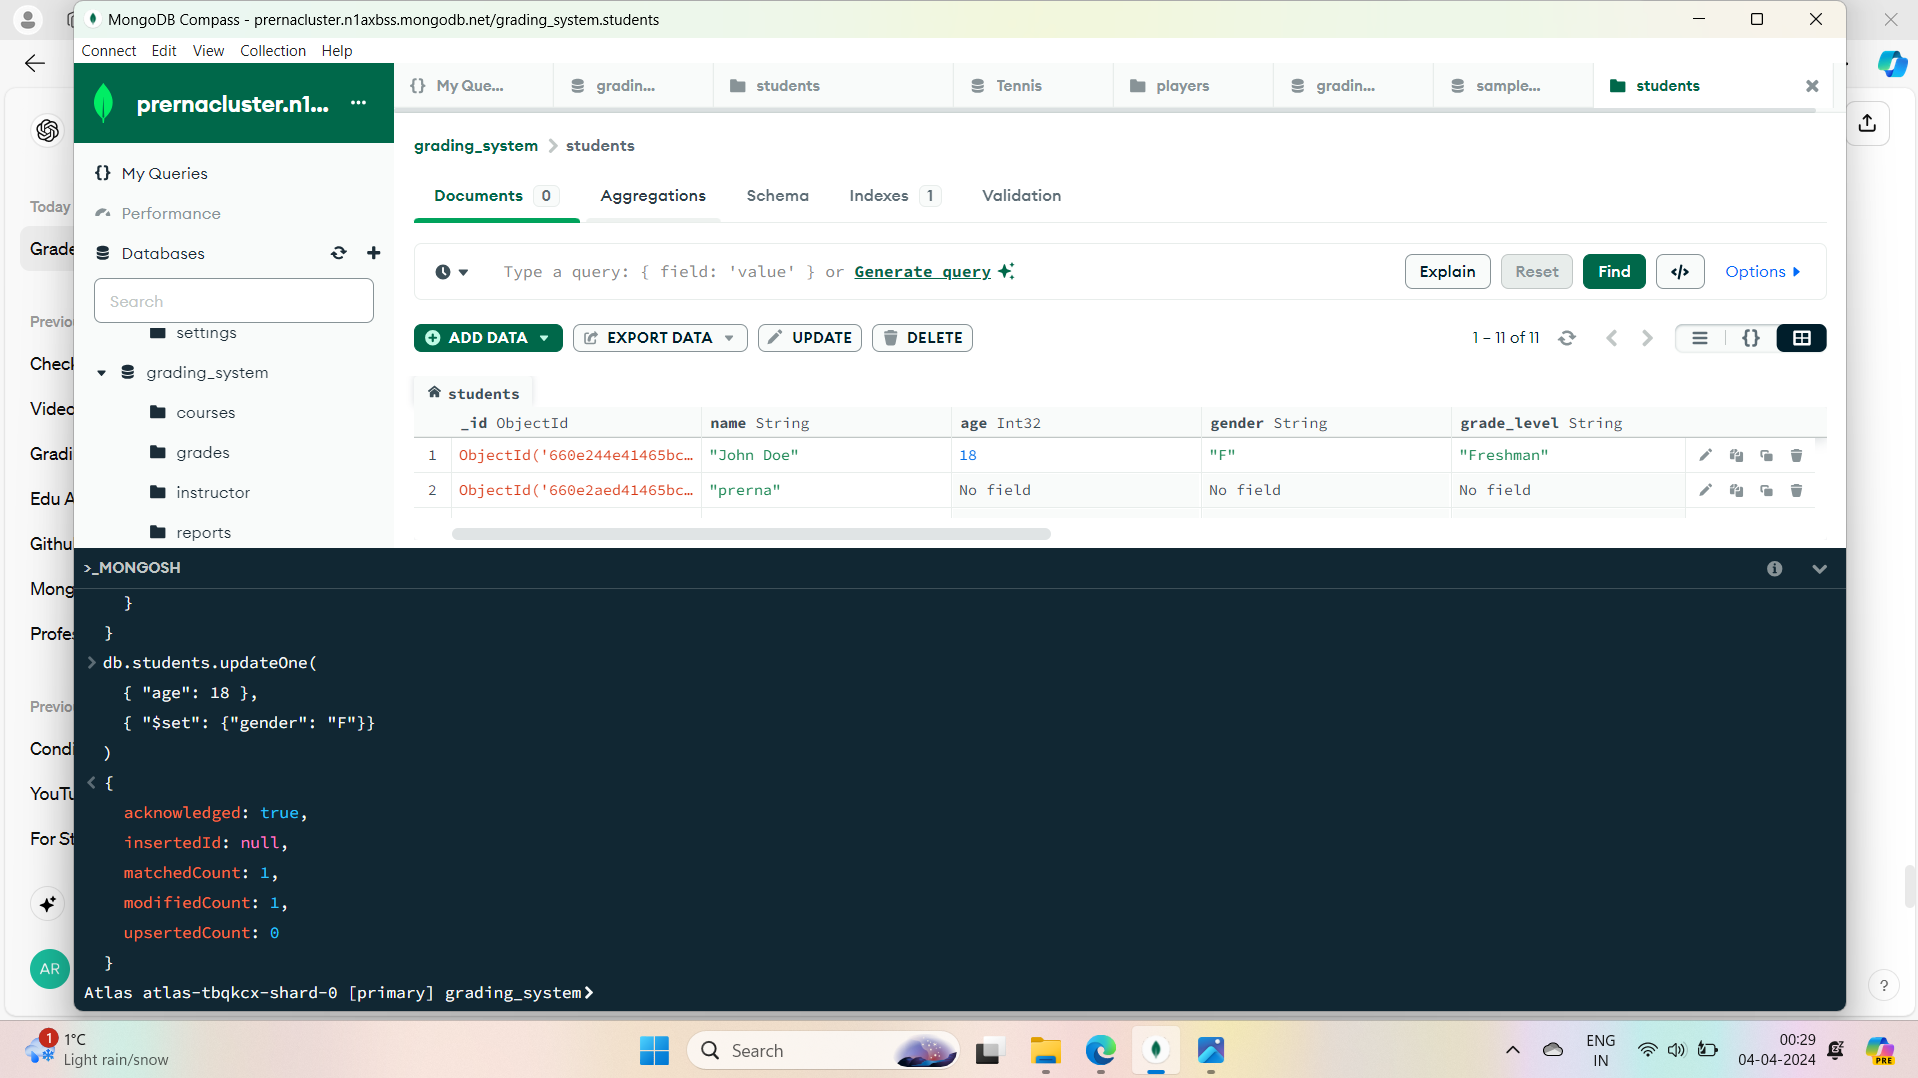 MongoDB Compass - prernacluster.n1axbss.mongodb.net/grading_system.students
Connect Edit View Collection Help
prernacluster.n1...
{} My Que...
gradin...
students
Tennis
players
gradin...
sample...
students
My Queries
Performance
Databases
Search
settings
grading_system
courses
grades
instructor
reports
grading_system > students
Documents 0
Aggregations
Schema
Indexes 1
Validation
Type a query: { field: 'value' } or Generate query
Explain
Reset
Find
</>
Options
ADD DATA
EXPORT DATA
UPDATE
DELETE
1 – 11 of 11
{}
students
_id ObjectId name String age Int32 gender String grade_level String
1 ObjectId('660e244e41465bc... "John Doe" 18 "F" "Freshman"
2 ObjectId('660e2aed41465bc... "prerna" No field No field No field
>_MONGOSH
}
}
> db.students.updateOne(
{ "age": 18 },
{ "$set": {"gender": "F"}}
)
< {
acknowledged: true,
insertedId: null,
matchedCount: 1,
modifiedCount: 1,
upsertedCount: 0
}
Atlas atlas-tbqkcx-shard-0 [primary] grading_system>
Today
Grade
Previo
Check
Video
Gradi
Edu A
Githu
Mong
Profes
Previo
Condi
YouTu
For St
AR
?
1
1°C
Light rain/snow
Search
ENG
IN
00:29
04-04-2024
PRE